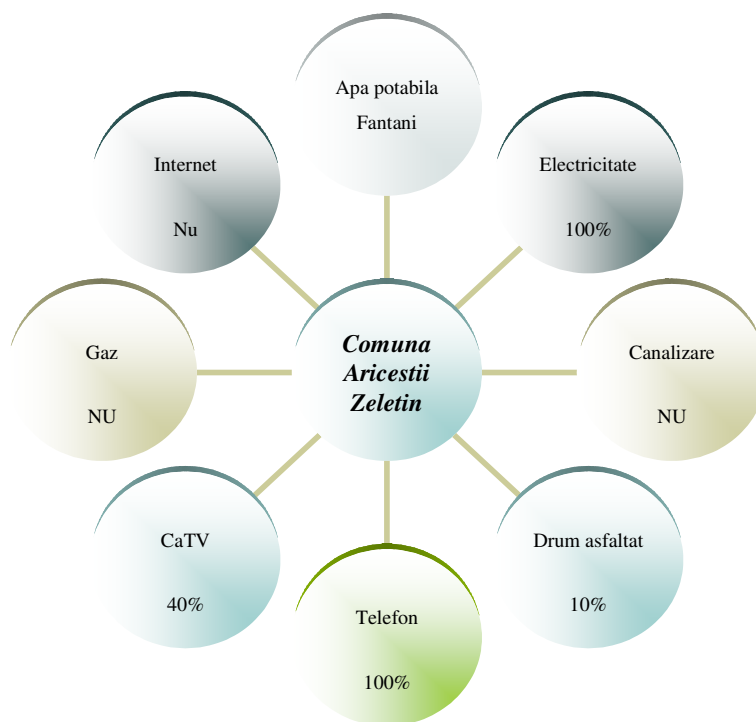 Apa potabila
Fantani
Internet
Nu
Electricitate
100%
Gaz
NU
Comuna
Aricestii
Zeletin
Canalizare
NU
CaTV
40%
Drum asfaltat
10%
Telefon
100%